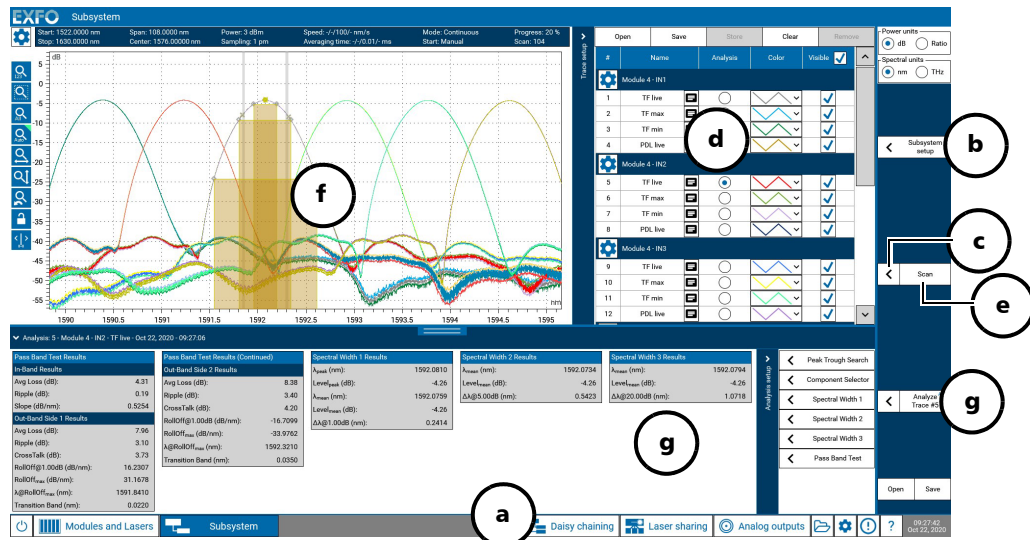 EXFO Subsystem
Start: 1522.0000 nm Span: 108.0000 nm Power: 3 dBm Speed: -/-/100/- nm/s Mode: Continuous Progress: 20 %
Stop: 1630.0000 nm Center: 1576.00000 nm Sampling: 1 pm Averaging time: -/-/0.01/- ms Start: Manual Scan: 104
dB
5
0
-5
-10
-15
-20
-25
-30
-35
-40
-45
-50
-55
nm
1590 1590.5 1591 1591.5 1592 1592.5 1593 1593.5 1594 1594.5 1595
f
Trace setup
Open Save Store Clear Remove
# Name Analysis Color Visible
Module 4 - IN1
1 TF live
2 TF max
3 TF min
4 PDL live
d
Module 4 - IN2
5 TF live
6 TF max
7 TF min
8 PDL live
Module 4 - IN3
9 TF live
10 TF max
11 TF min
12 PDL live
Power units
dB Ratio
Spectral units
nm THz
Subsystem
setup
b
c
Scan
e
Analyze
Trace #5
g
Open Save
Analysis: 5 - Module 4 - IN2 - TF live - Oct 22, 2020 - 09:27:06
Pass Band Test Results
In-Band Results
Avg Loss (dB): 4.31
Ripple (dB): 0.19
Slope (dB/nm): 0.5254
Out-Band Side 1 Results
Avg Loss (dB): 7.96
Ripple (dB): 3.10
CrossTalk (dB): 3.73
RollOff@1.00dB (dB/nm): 16.2307
RollOffmax (dB/nm): 31.1678
λ@RollOffmax (nm): 1591.8410
Transition Band (nm): 0.0220
Pass Band Test Results (Continued)
Out-Band Side 2 Results
Avg Loss (dB): 8.38
Ripple (dB): 3.40
CrossTalk (dB): 4.20
RollOff@1.00dB (dB/nm): -16.7099
RollOffmax (dB/nm): -33.9762
λ@RollOffmax (nm): 1592.3210
Transition Band (nm): 0.0350
Spectral Width 1 Results
λpeak (nm): 1592.0810
Levelpeak (dB): -4.26
λmean (nm): 1592.0759
Levelmean (dB): -4.26
Δλ@1.00dB (nm): 0.2414
Spectral Width 2 Results
λmean (nm): 1592.0734
Levelmean (dB): -4.26
Δλ@5.00dB (nm): 0.5423
Spectral Width 3 Results
λmean (nm): 1592.0794
Levelmean (dB): -4.26
Δλ@20.00dB (nm): 1.0718
g
Analysis setup
Peak Trough Search
Component Selector
Spectral Width 1
Spectral Width 2
Spectral Width 3
Pass Band Test
a
Modules and Lasers Subsystem Daisy chaining Laser sharing Analog outputs ? 09:27:42
Oct 22, 2020